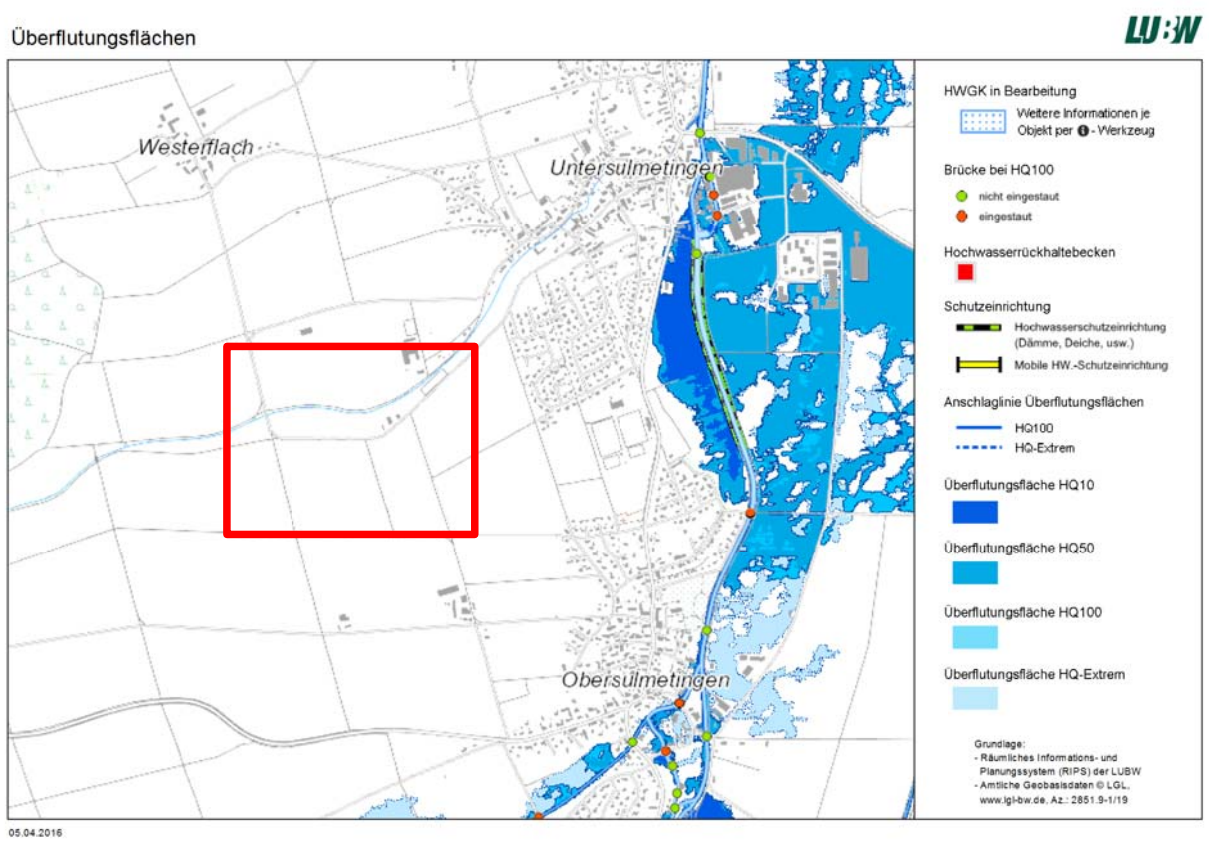 Überflutungsflächen
LUBW
Westerflach
Untersulmetingen
Obersulmetingen
HWGK in Bearbeitung
Weitere Informationen je
Objekt per i - Werkzeug
Brücke bei HQ100
nicht eingestaut
eingestaut
Hochwasserrückhaltebecken
Schutzeinrichtung
Hochwasserschutzeinrichtung
(Dämme, Deiche, usw.)
Mobile HW.-Schutzeinrichtung
Anschlaglinie Überflutungsflächen
HQ100
HQ-Extrem
Überflutungsfläche HQ10
Überflutungsfläche HQ50
Überflutungsfläche HQ100
Überflutungsfläche HQ-Extrem
Grundlage:
- Räumliches Informations- und
Planungssystem (RIPS) der LUBW
- Amtliche Geobasisdaten © LGL,
www.lgl-bw.de, Az.: 2851.9-1/19
05.04.2016